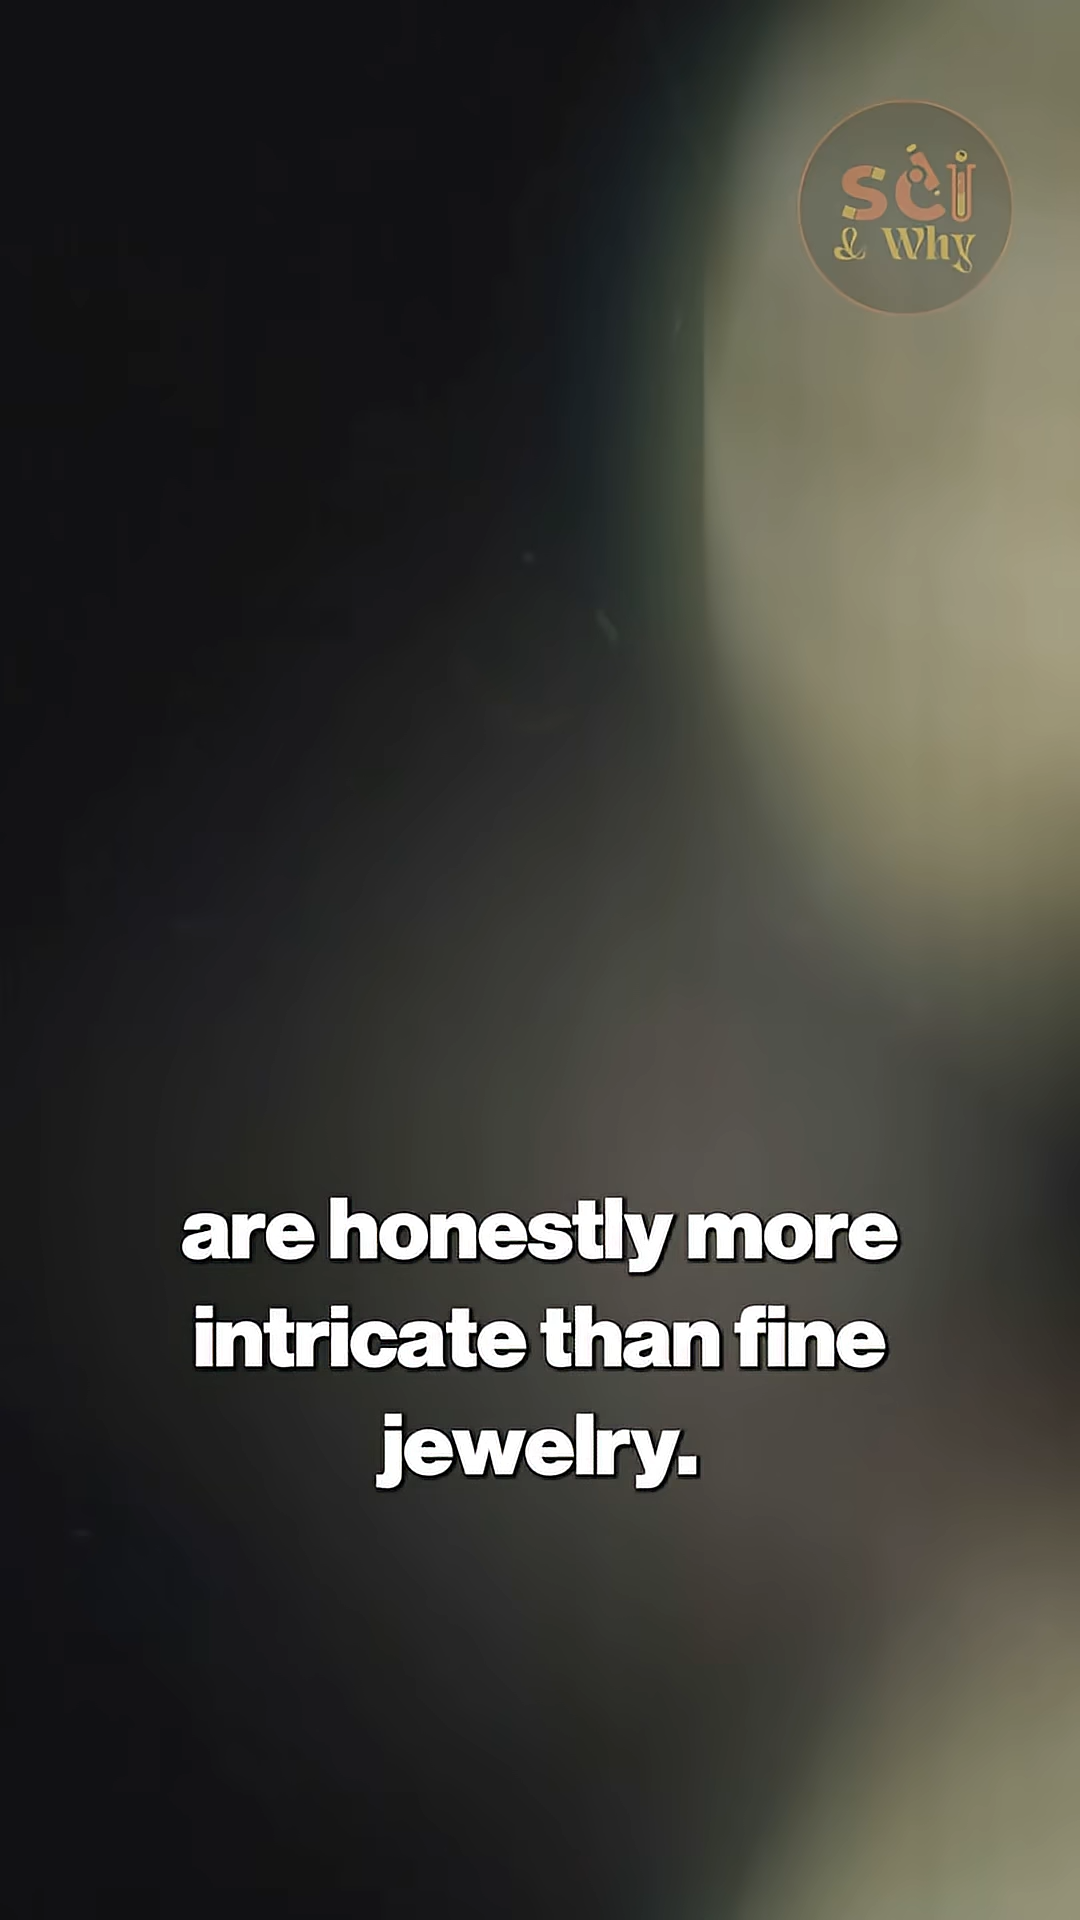 sci
& Why
are honestly more
intricate than fine
jewelry.